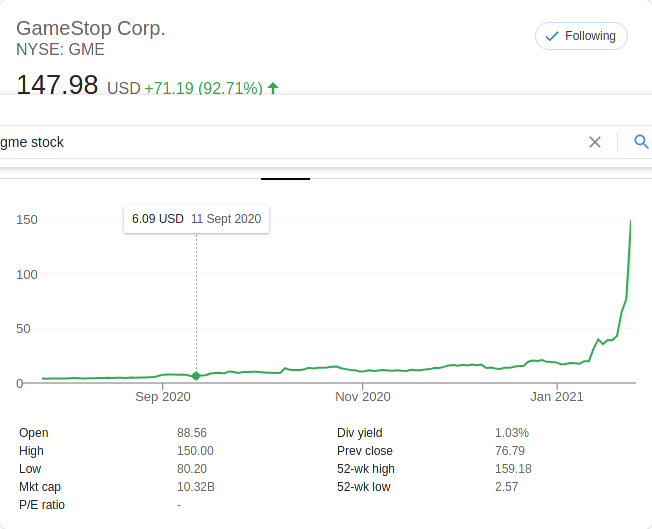 GameStop Corp.
NYSE: GME
Following
147.98 USD +71.19 (92.71%)
gme stock
6.09 USD 11 Sept 2020
150
100
50
0
Sep 2020 Nov 2020 Jan 2021
Open 88.56 Div yield 1.03%
High 150.00 Prev close 76.79
Low 80.20 52-wk high 159.18
Mkt cap 10.32B 52-wk low 2.57
P/E ratio -